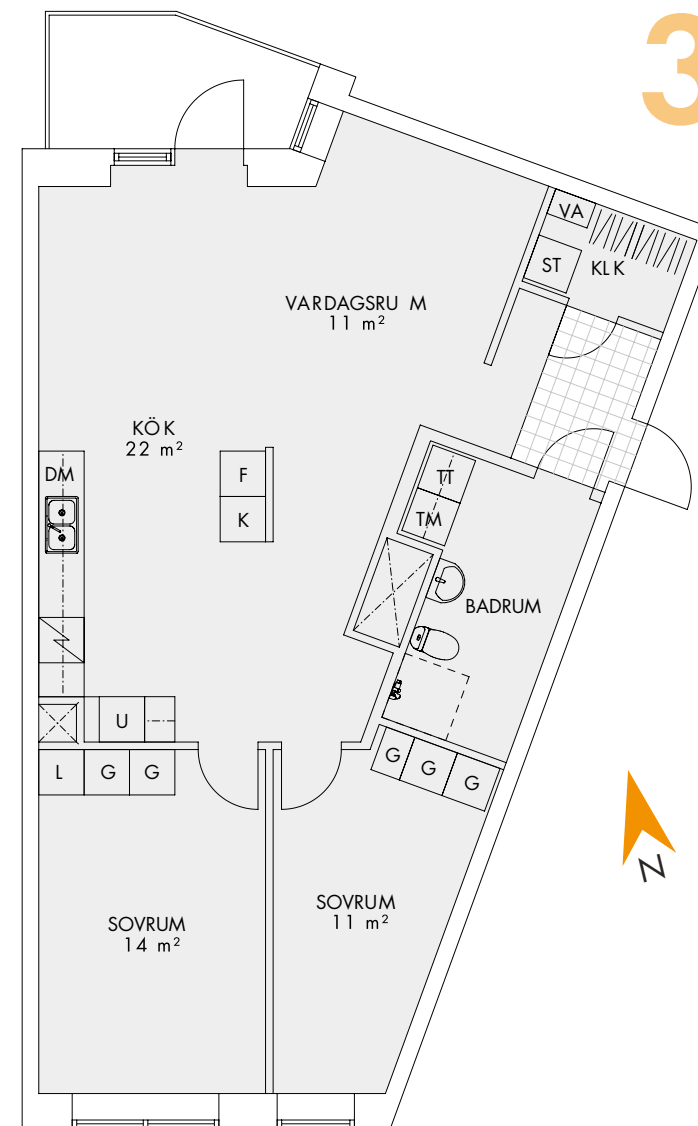 3
VA
ST
KLK
VARDAGSRUM
11 m²
KÖK
22 m²
DM
F
K
TT
TM
BADRUM
U
L
G
G
G
G
G
SOVRUM
14 m²
SOVRUM
11 m²
N